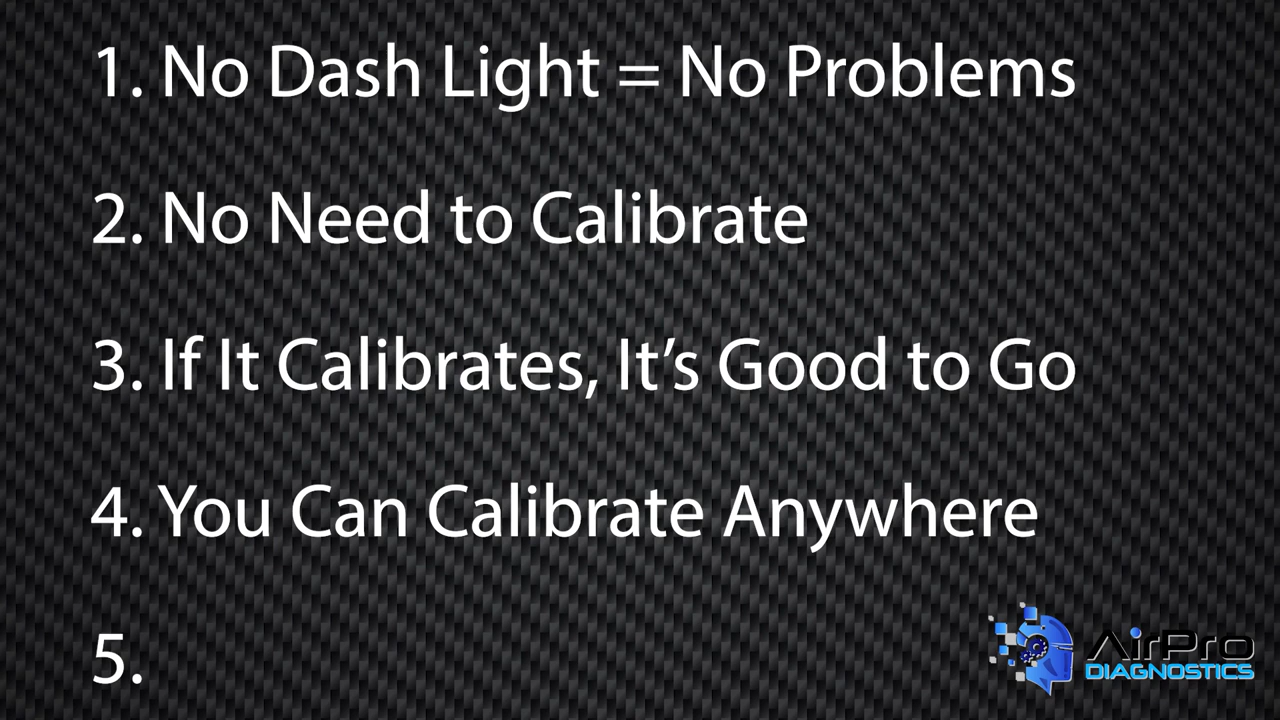 1. No Dash Light = No Problems
2. No Need to Calibrate
3. If It Calibrates, It’s Good to Go
4. You Can Calibrate Anywhere
5.
AirPro
DIAGNOSTICS